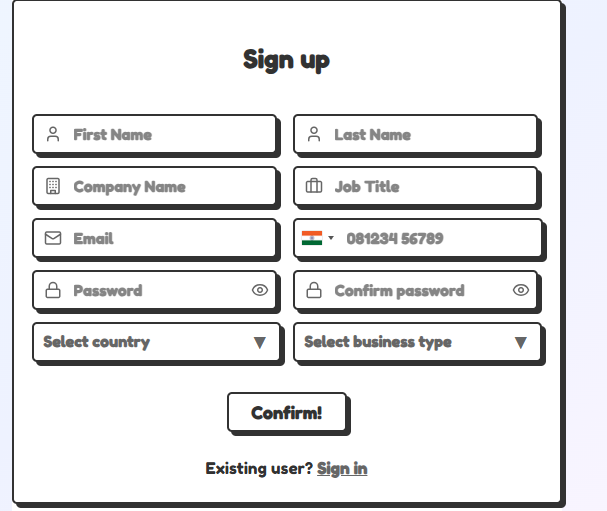 Sign up
First Name
Last Name
Company Name
Job Title
Email
081234 56789
Password
Confirm password
Select country
Select business type
Confirm!
Existing user? Sign in